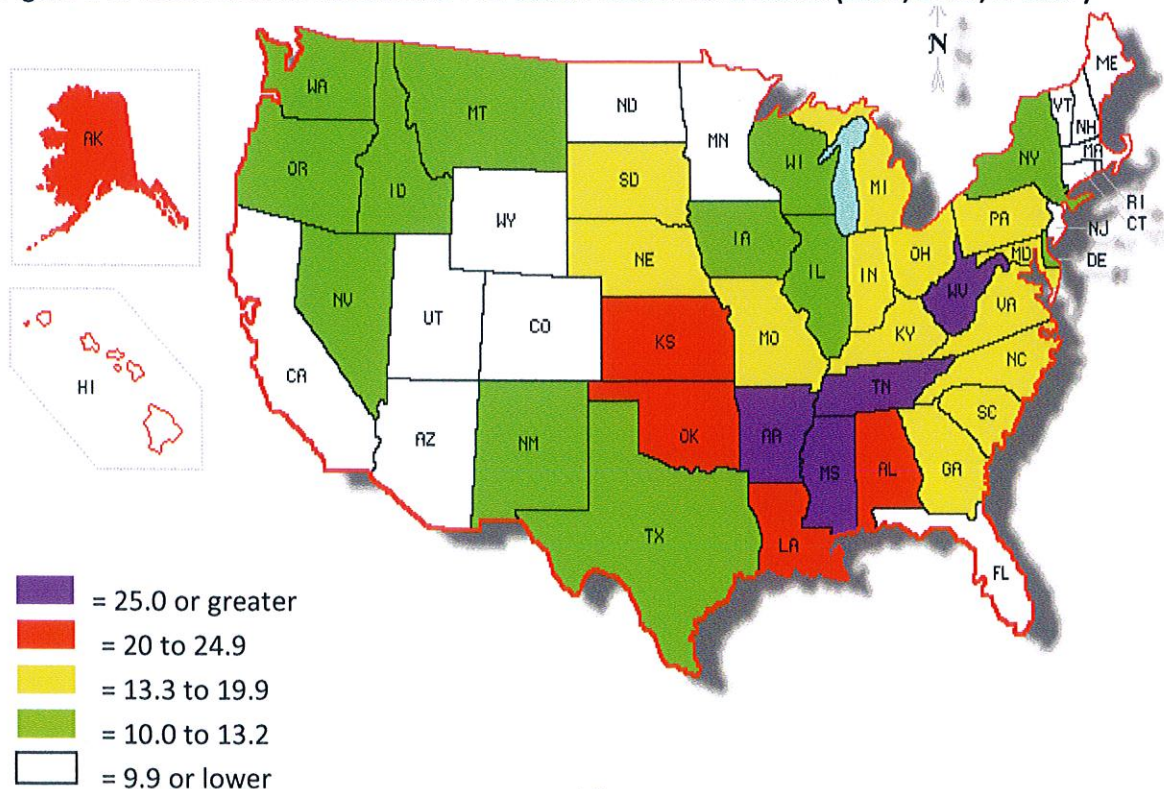 N
ME
WA
MT
ND
MN
VT
NH
AK
OR
ID
SD
WI
NY
MA
MI
WY
RI
CT
PA
NJ
IA
NE
OH
MD
DE
NV
IL
IN
WV
UT
CO
VA
KS
MO
KY
CA
NC
HI
TN
OK
AR
SC
AZ
NM
MS
AL
GA
TX
LA
FL
= 25.0 or greater
= 20 to 24.9
= 13.3 to 19.9
= 10.0 to 13.2
= 9.9 or lower